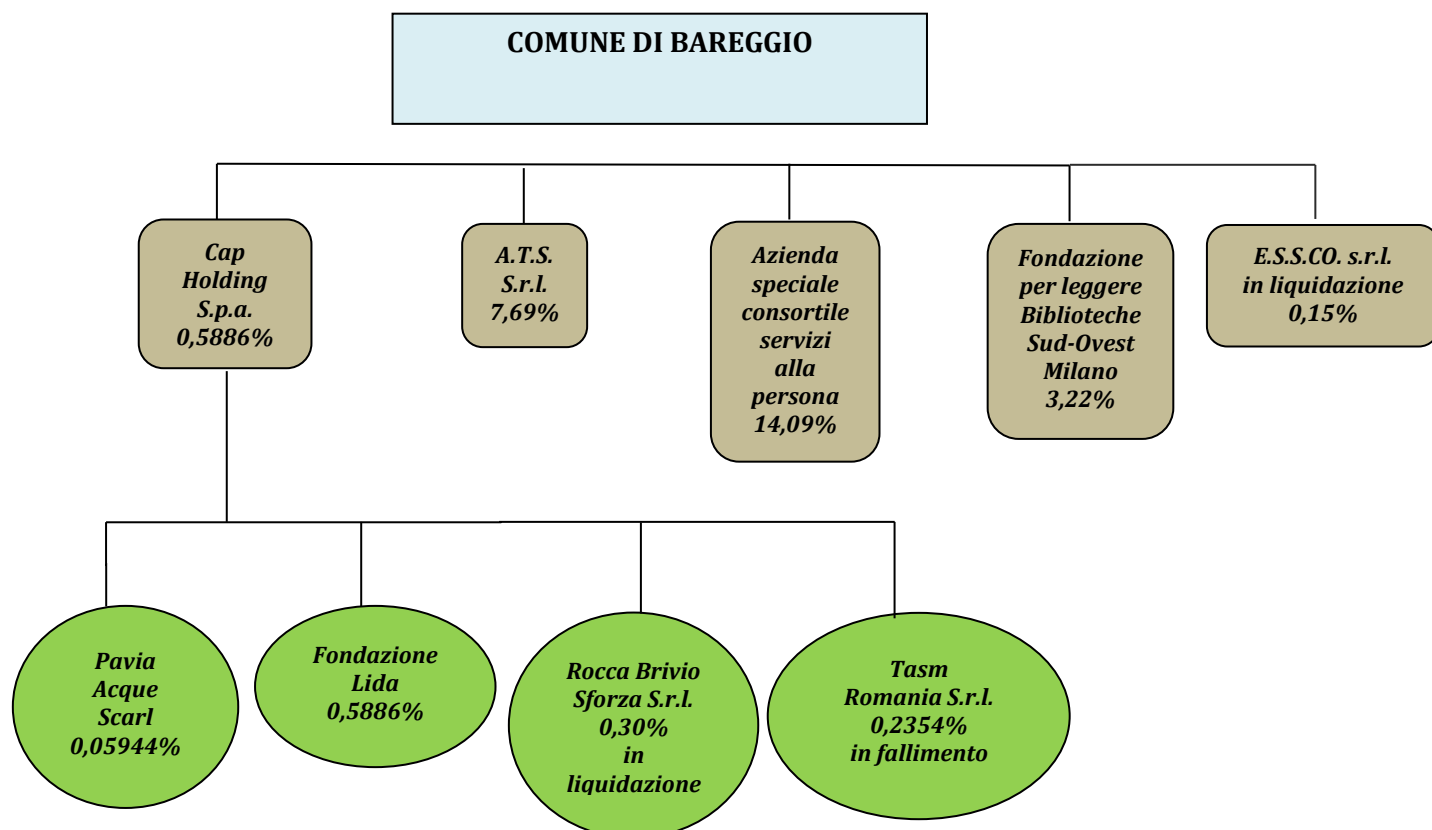 COMUNE DI BAREGGIO
Cap
Holding
S.p.a.
0,5886%
A.T.S.
S.r.l.
7,69%
Azienda
speciale
consortile
servizi
alla
persona
14,09%
Fondazione
per leggere
Biblioteche
Sud-Ovest
Milano
3,22%
E.S.S.CO. s.r.l.
in liquidazione
0,15%
Pavia
Acque
Scarl
0,05944%
Fondazione
Lida
0,5886%
Rocca Brivio
Sforza S.r.l.
0,30%
in
liquidazione
Tasm
Romania S.r.l.
0,2354%
in fallimento